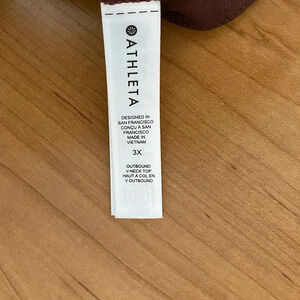 ATHLETA
DESIGNED IN
SAN FRANCISCO
CONÇU À SAN
FRANCISCO
MADE IN
VIETNAM
3X
OUTBOUND
V-NECK TOP
HAUT À COL EN
V OUTBOUND